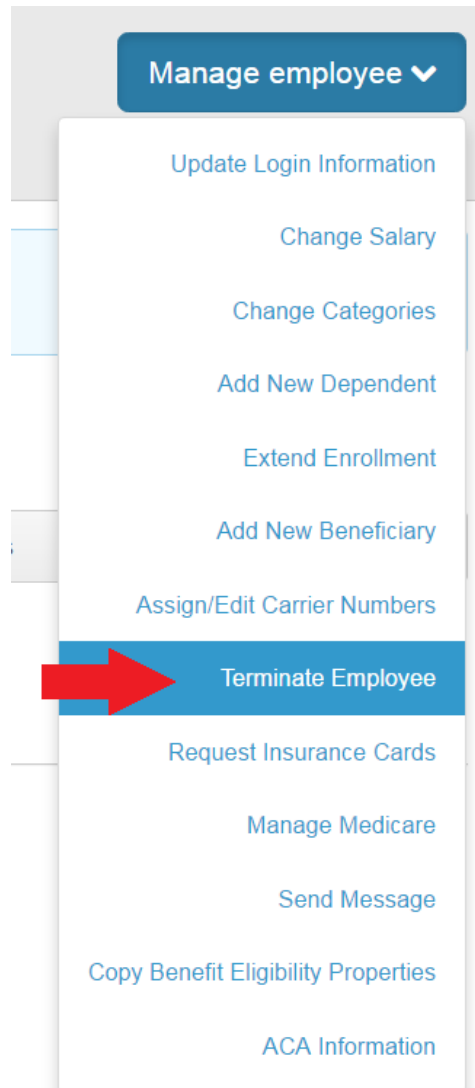 Manage employee
Update Login Information
Change Salary
Change Categories
Add New Dependent
Extend Enrollment
Add New Beneficiary
s
Assign/Edit Carrier Numbers
Terminate Employee
Request Insurance Cards
Manage Medicare
Send Message
Copy Benefit Eligibility Properties
ACA Information